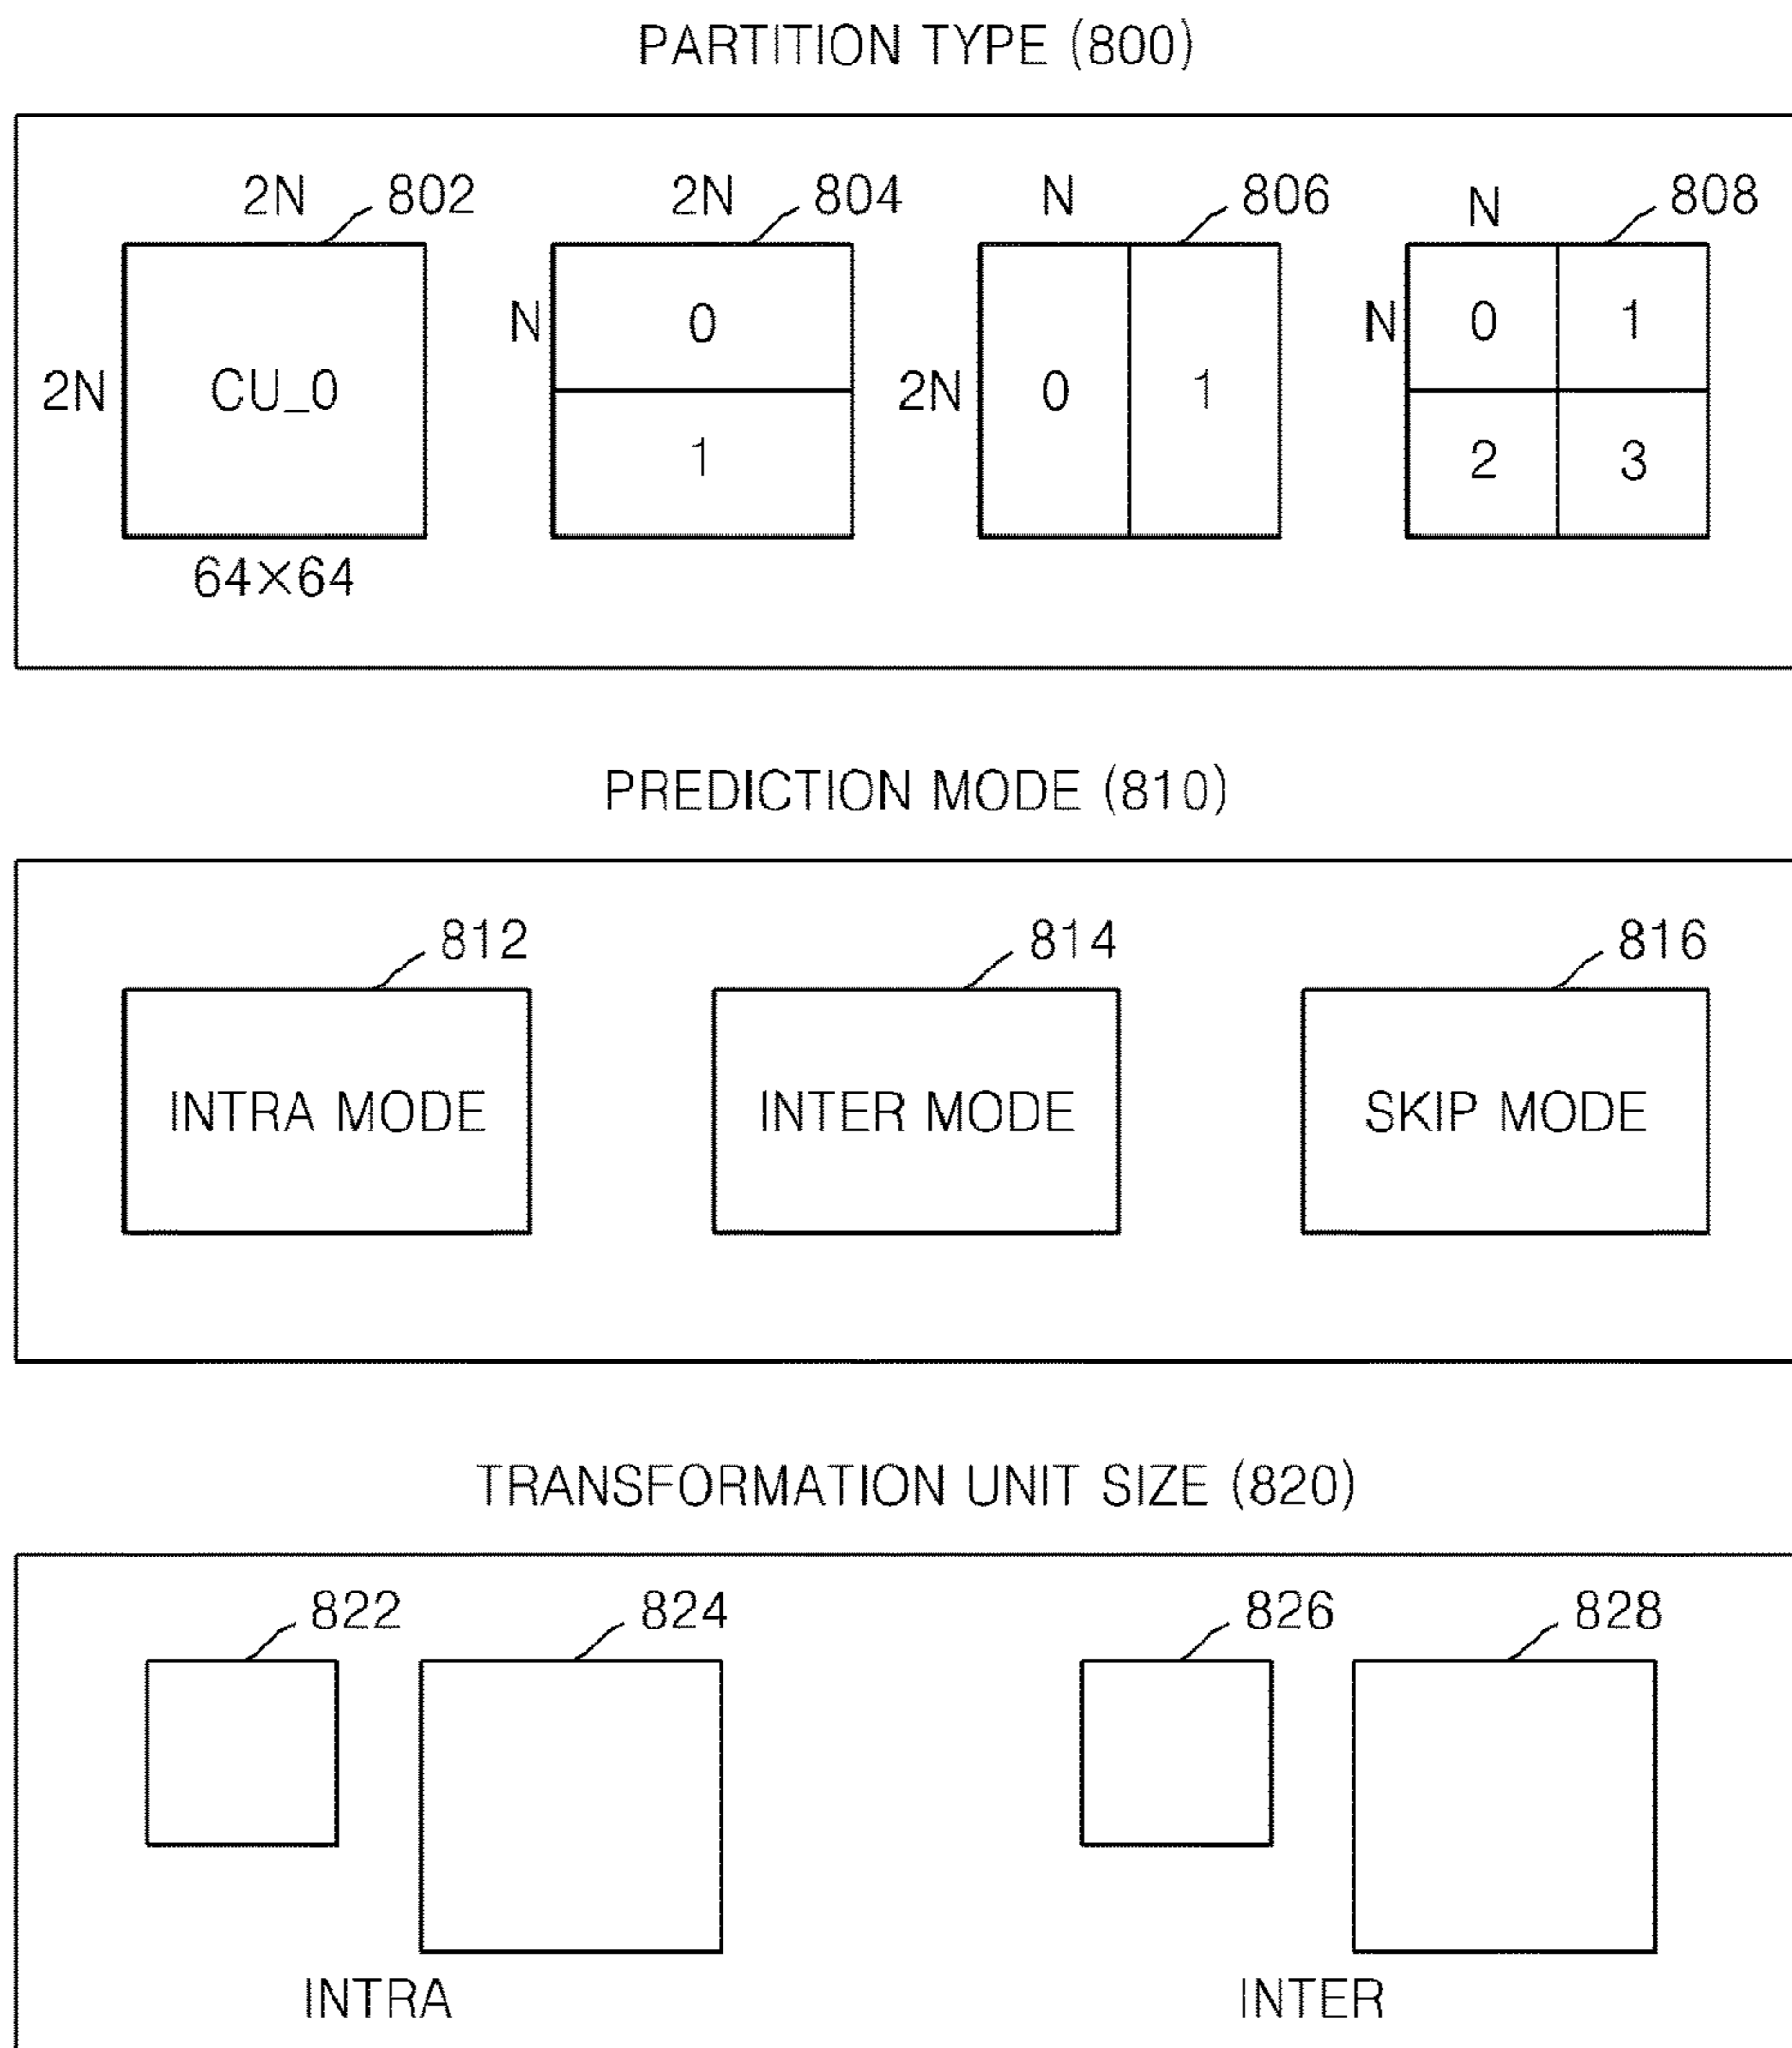 PARTITION TYPE (800)
2N 802 2N 804 N 806 N 808
N 0 N 0 1
2N CU_0 2N 0 1
1 2 3
64×64
PREDICTION MODE (810)
812 814 816
INTRA MODE INTER MODE SKIP MODE
TRANSFORMATION UNIT SIZE (820)
822 824 826 828
INTRA INTER